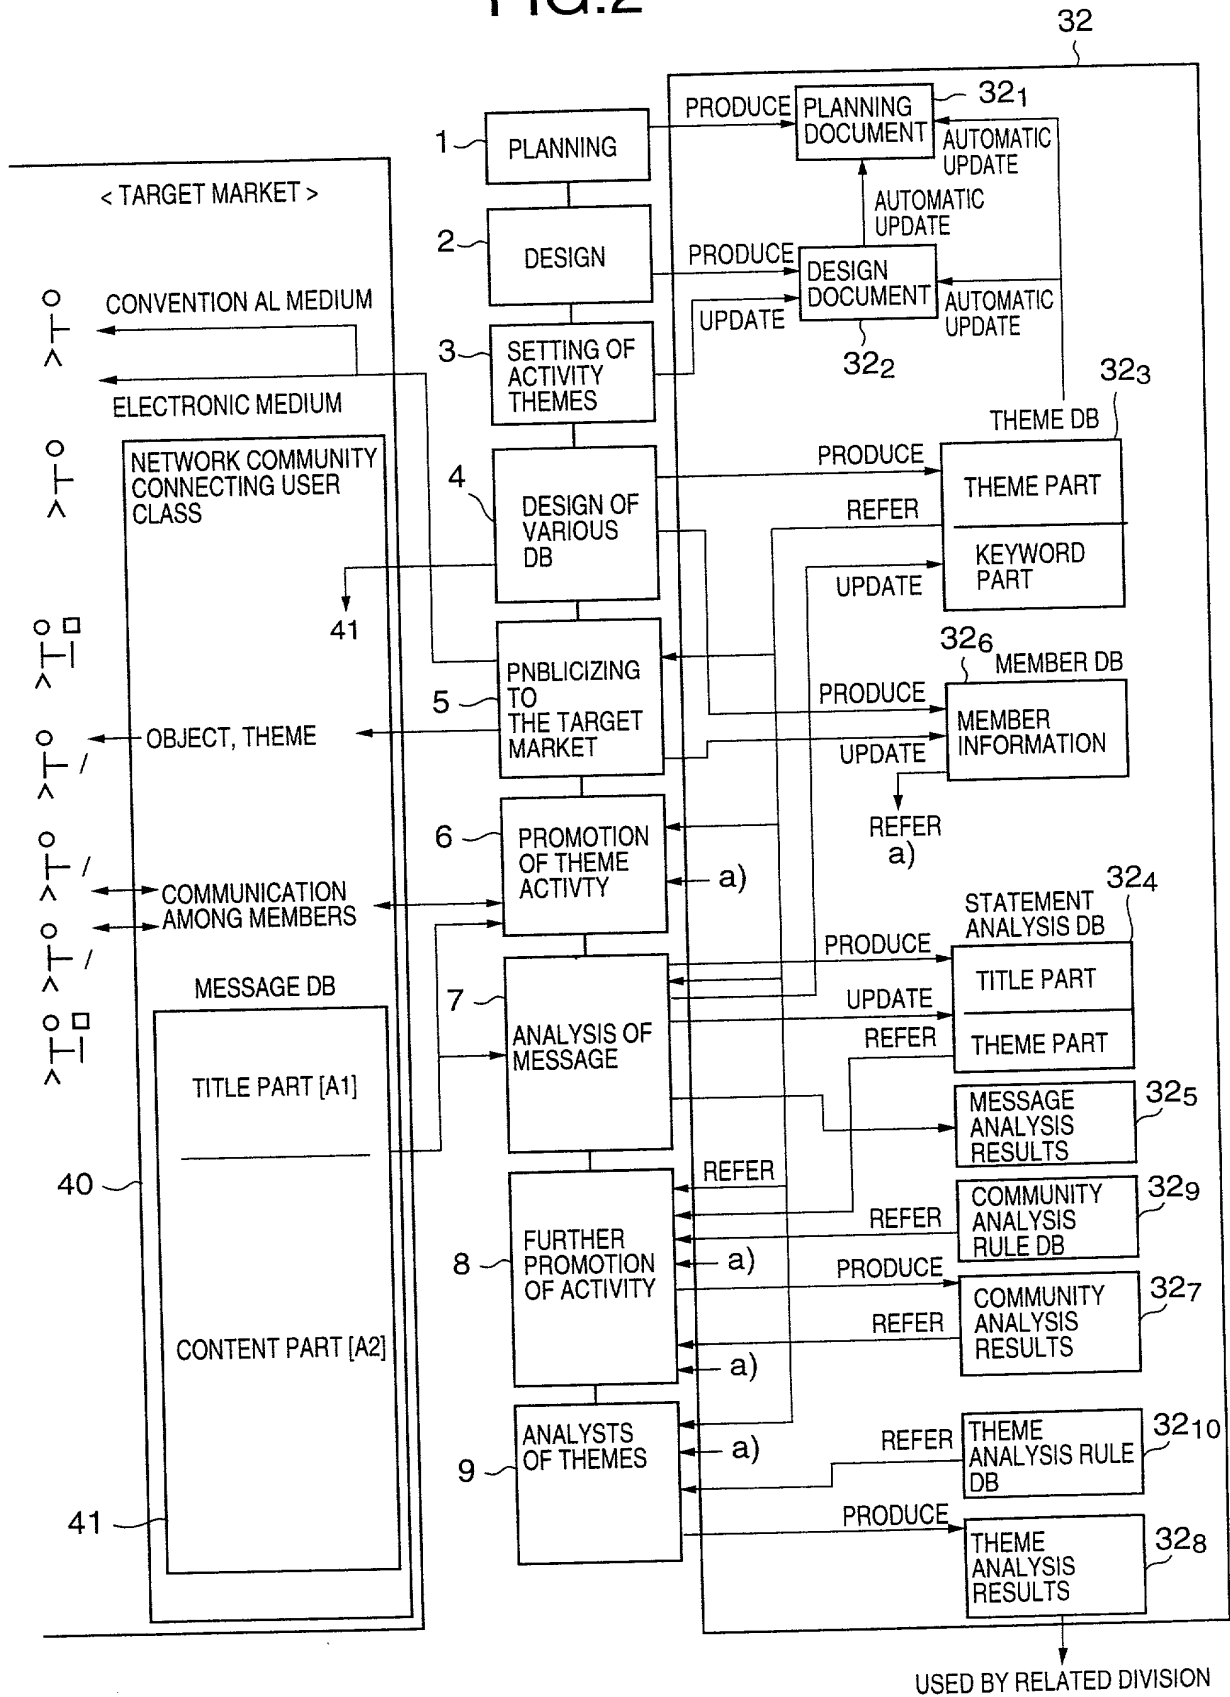 FIG.2
32
PRODUCE
PLANNING
DOCUMENT
32₁
1
PLANNING
AUTOMATIC
UPDATE
< TARGET MARKET >
AUTOMATIC
UPDATE
2
DESIGN
PRODUCE
DESIGN
DOCUMENT
AUTOMATIC
UPDATE
CONVENTION AL MEDIUM
UPDATE
32₂
3
SETTING OF
ACTIVITY
THEMES
ELECTRONIC MEDIUM
32₃
THEME DB
NETWORK COMMUNITY
CONNECTING USER
CLASS
4
DESIGN OF
VARIOUS
DB
PRODUCE
THEME PART
REFER
KEYWORD
PART
UPDATE
41
32₆
MEMBER DB
5
PNBLICIZING
TO
THE TARGET
MARKET
PRODUCE
MEMBER
INFORMATION
OBJECT, THEME
UPDATE
REFER
a)
6
PROMOTION
OF THEME
ACTIVTY
a)
COMMUNICATION
AMONG MEMBERS
32₄
STATEMENT
ANALYSIS DB
PRODUCE
TITLE PART
MESSAGE DB
7
ANALYSIS OF
MESSAGE
UPDATE
REFER
THEME PART
TITLE PART [A1]
MESSAGE
ANALYSIS
RESULTS
32₅
40
REFER
8
FURTHER
PROMOTION
OF ACTIVITY
REFER
COMMUNITY
ANALYSIS
RULE DB
32₉
a)
PRODUCE
COMMUNITY
ANALYSIS
RESULTS
32₇
REFER
CONTENT PART [A2]
a)
9
ANALYSTS
OF THEMES
a)
REFER
THEME
ANALYSIS RULE
DB
32₁₀
41
PRODUCE
THEME
ANALYSIS
RESULTS
32₈
USED BY RELATED DIVISION